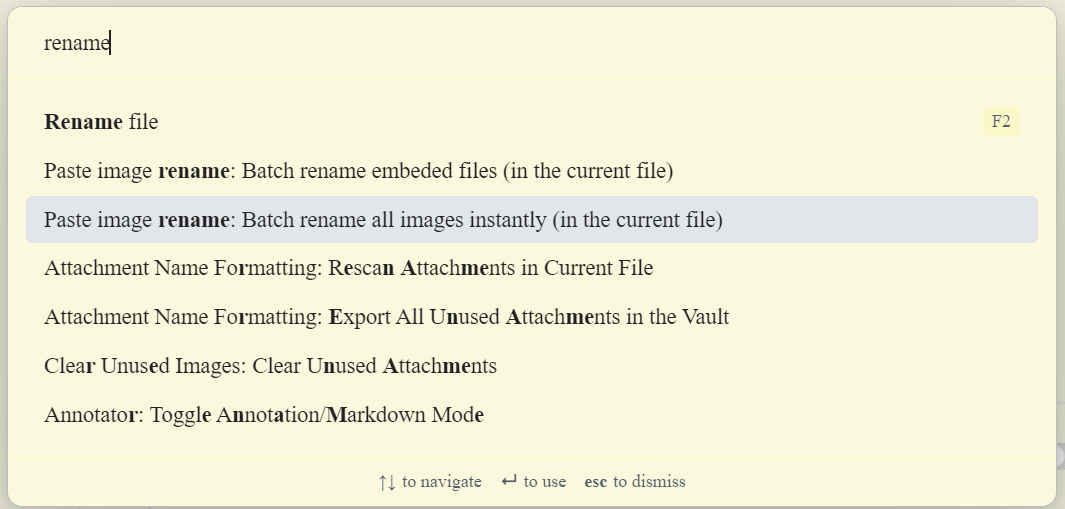 rename
Rename file F2
Paste image rename: Batch rename embeded files (in the current file)
Paste image rename: Batch rename all images instantly (in the current file)
Attachment Name Formatting: Rescan Attachments in Current File
Attachment Name Formatting: Export All Unused Attachments in the Vault
Clear Unused Images: Clear Unused Attachments
Annotator: Toggle Annotation/Markdown Mode
↑↓ to navigate ↵ to use esc to dismiss